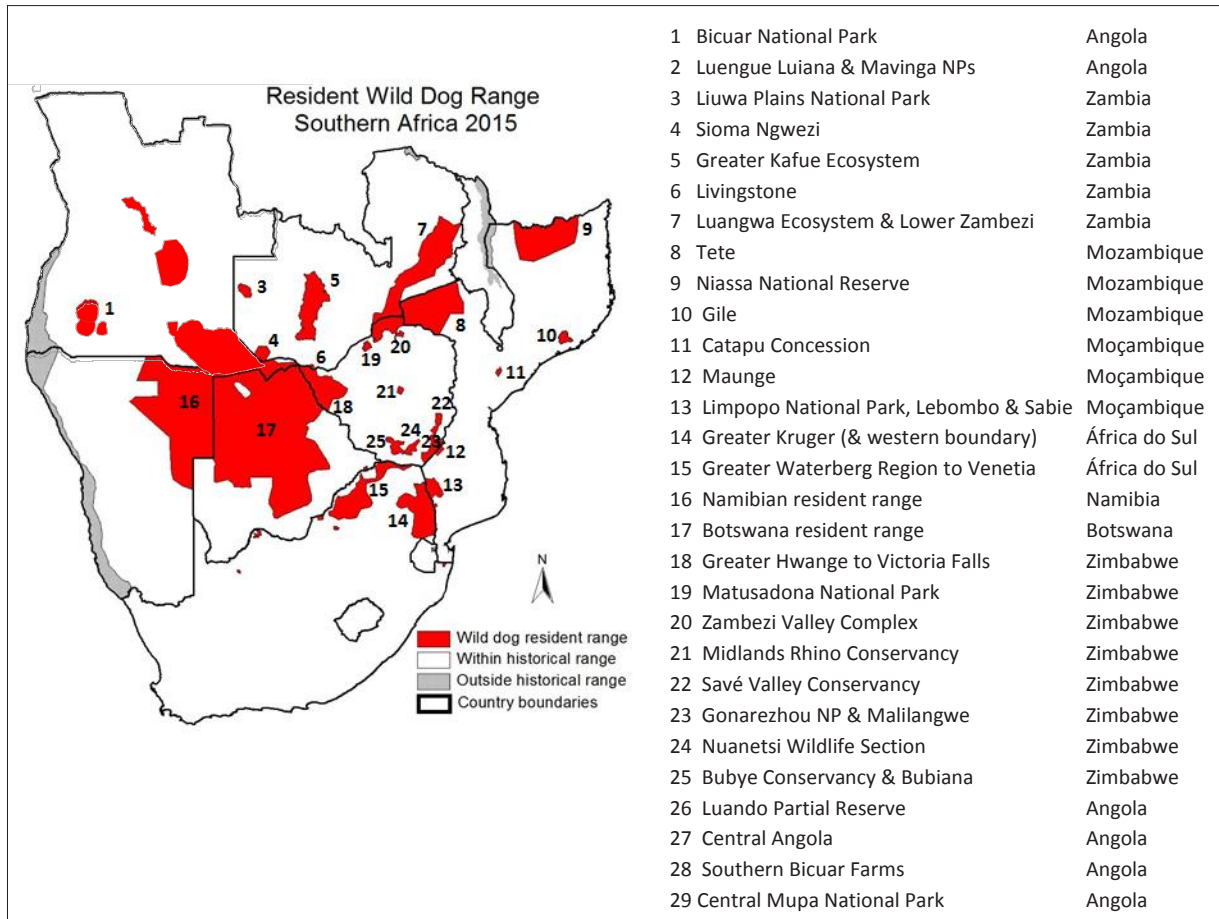 Resident Wild Dog Range
Southern Africa 2015
1
3
5
7
9
4
6
8
10
19
20
11
16
17
18
21
22
24
25
23
12
15
13
14
N
Wild dog resident range
Within historical range
Outside historical range
Country boundaries
1 Bicuar National Park Angola
2 Luengue Luiana & Mavinga NPs Angola
3 Liuwa Plains National Park Zambia
4 Sioma Ngwezi Zambia
5 Greater Kafue Ecosystem Zambia
6 Livingstone Zambia
7 Luangwa Ecosystem & Lower Zambezi Zambia
8 Tete Mozambique
9 Niassa National Reserve Mozambique
10 Gile Mozambique
11 Catapu Concession Moçambique
12 Maunge Moçambique
13 Limpopo National Park, Lebombo & Sabie Moçambique
14 Greater Kruger (& western boundary) África do Sul
15 Greater Waterberg Region to Venetia África do Sul
16 Namibian resident range Namibia
17 Botswana resident range Botswana
18 Greater Hwange to Victoria Falls Zimbabwe
19 Matusadona National Park Zimbabwe
20 Zambezi Valley Complex Zimbabwe
21 Midlands Rhino Conservancy Zimbabwe
22 Savé Valley Conservancy Zimbabwe
23 Gonarezhou NP & Malilangwe Zimbabwe
24 Nuanetsi Wildlife Section Zimbabwe
25 Bubye Conservancy & Bubiana Zimbabwe
26 Luando Partial Reserve Angola
27 Central Angola Angola
28 Southern Bicuar Farms Angola
29 Central Mupa National Park Angola